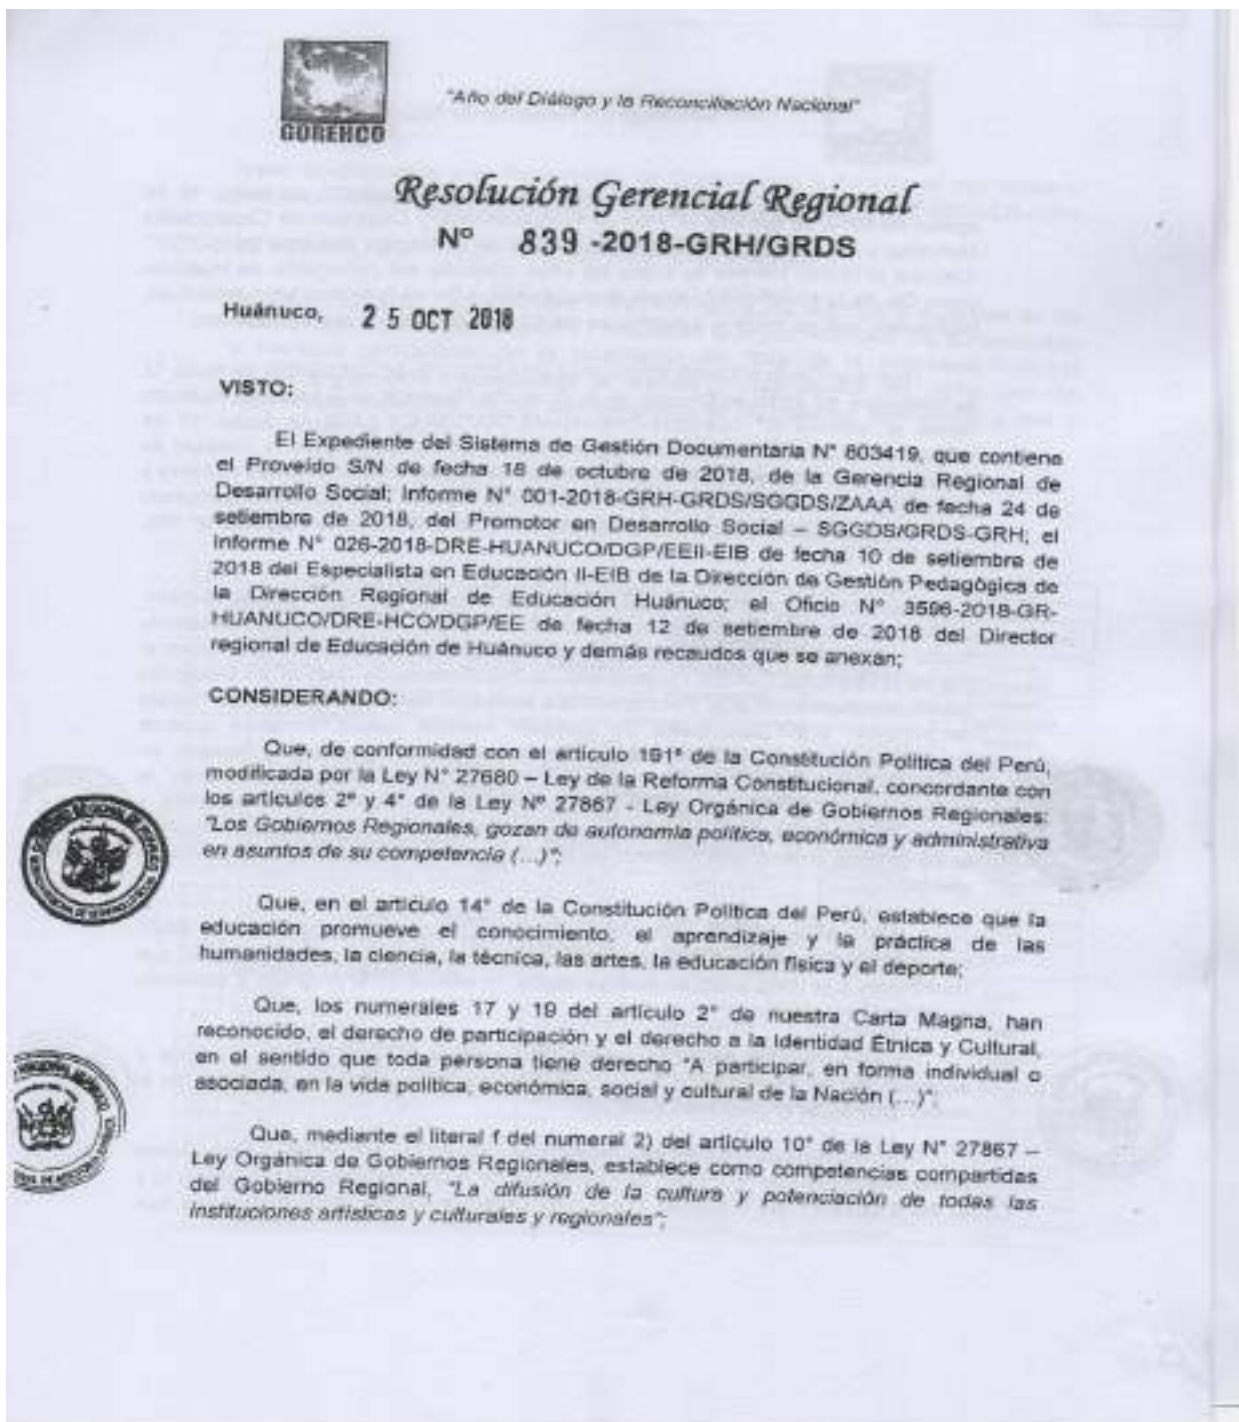 GOREHCO
"Año del Diálogo y la Reconciliación Nacional"
Resolución Gerencial Regional
Nº 839 -2018-GRH/GRDS
Huánuco, 25 OCT 2018
VISTO:
El Expediente del Sistema de Gestión Documentaria N° 803419, que contiene
el Proveído S/N de fecha 18 de octubre de 2018, de la Gerencia Regional de
Desarrollo Social; Informe N° 001-2018-GRH-GRDS/SGGDS/ZAAA de fecha 24 de
setiembre de 2018, del Promotor en Desarrollo Social – SGGDS/GRDS-GRH; el
Informe N° 026-2018-DRE-HUANUCO/DGP/EEII-EIB de fecha 10 de setiembre de
2018 del Especialista en Educación II-EIB de la Dirección de Gestión Pedagógica de
la Dirección Regional de Educación Huánuco; el Oficio Nº 3596-2018-GR-
HUANUCO/DRE-HCO/DGP/EE de fecha 12 de setiembre de 2018 del Director
regional de Educación de Huánuco y demás recaudos que se anexan;
CONSIDERANDO:
Que, de conformidad con el artículo 191° de la Constitución Política del Perú,
modificada por la Ley N° 27680 – Ley de la Reforma Constitucional, concordante con
los artículos 2° y 4° de la Ley Nº 27867 - Ley Orgánica de Gobiernos Regionales:
"Los Gobiernos Regionales, gozan de autonomía política, económica y administrativa
en asuntos de su competencia (...)";
Que, en el artículo 14° de la Constitución Política del Perú, establece que la
educación promueve el conocimiento, el aprendizaje y la práctica de las
humanidades, la ciencia, la técnica, las artes, la educación física y el deporte;
Que, los numerales 17 y 19 del artículo 2° de nuestra Carta Magna, han
reconocido, el derecho de participación y el derecho a la Identidad Étnica y Cultural,
en el sentido que toda persona tiene derecho "A participar, en forma individual o
asociada, en la vida política, económica, social y cultural de la Nación (...)";
Que, mediante el literal f del numeral 2) del artículo 10° de la Ley N° 27867 –
Ley Orgánica de Gobiernos Regionales, establece como competencias compartidas
del Gobierno Regional, "La difusión de la cultura y potenciación de todas las
instituciones artísticas y culturales y regionales";